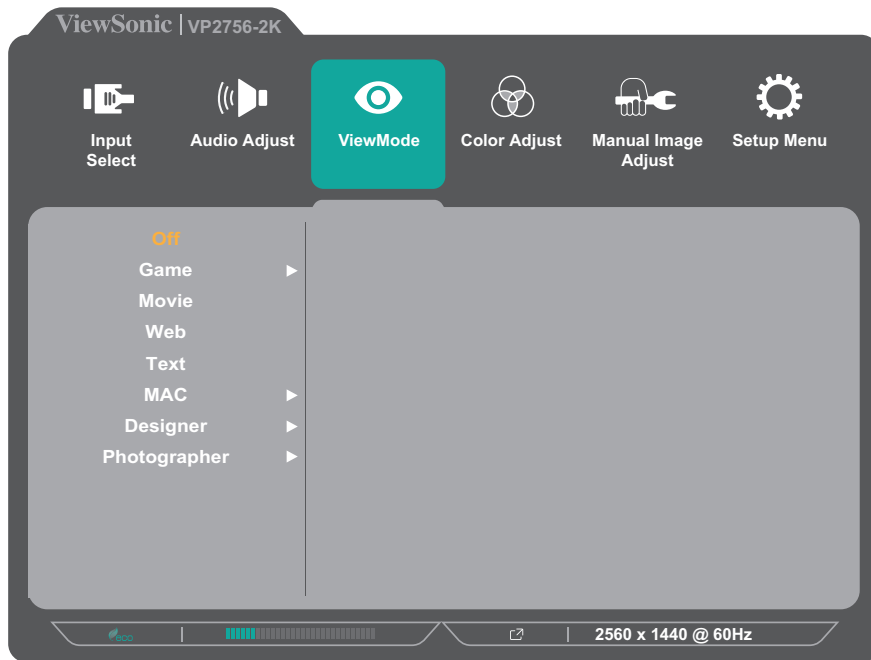 ViewSonic | VP2756-2K
Input
Select
Audio Adjust
ViewMode
Color Adjust
Manual Image
Adjust
Setup Menu
Off
Game
Movie
Web
Text
MAC
Designer
Photographer
eco
2560 x 1440 @ 60Hz